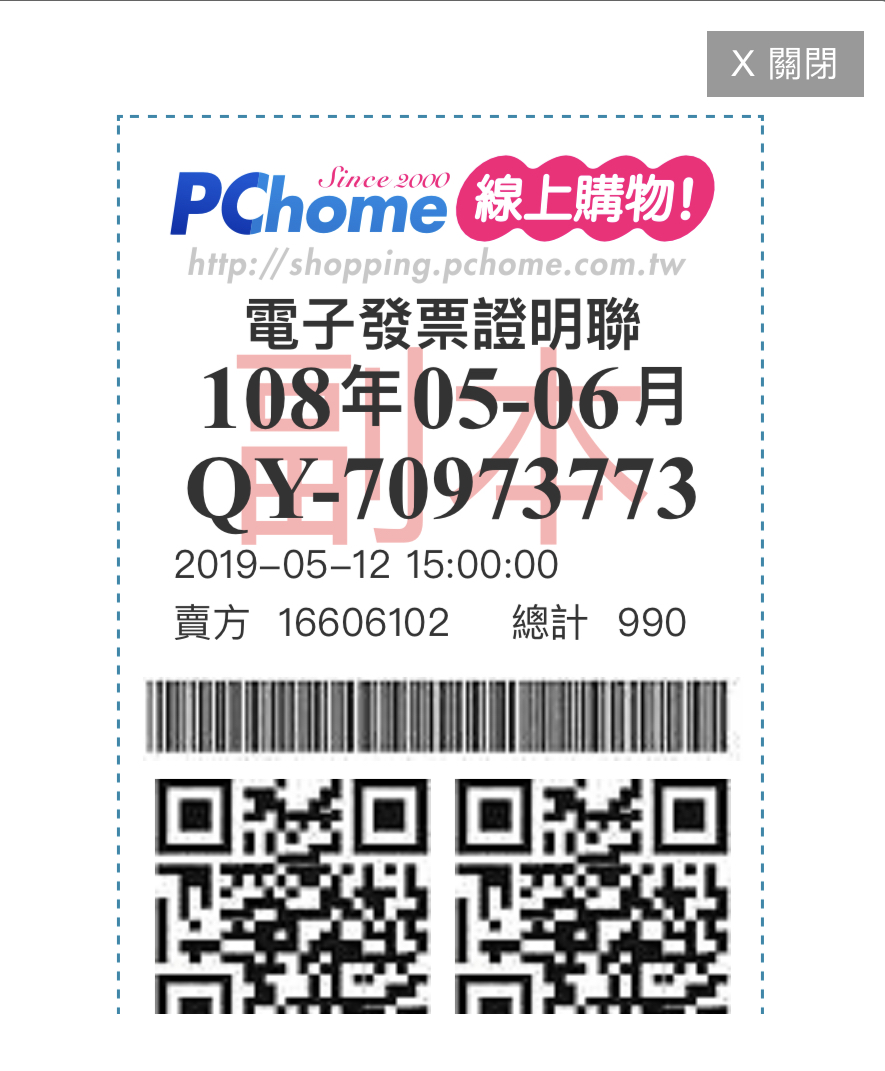 X 關閉
PChome Since 2000 線上購物!
http://shopping.pchome.com.tw
電子發票證明聯
副本
108年05-06月
QY-70973773
2019-05-12 15:00:00
賣方 16606102 總計 990